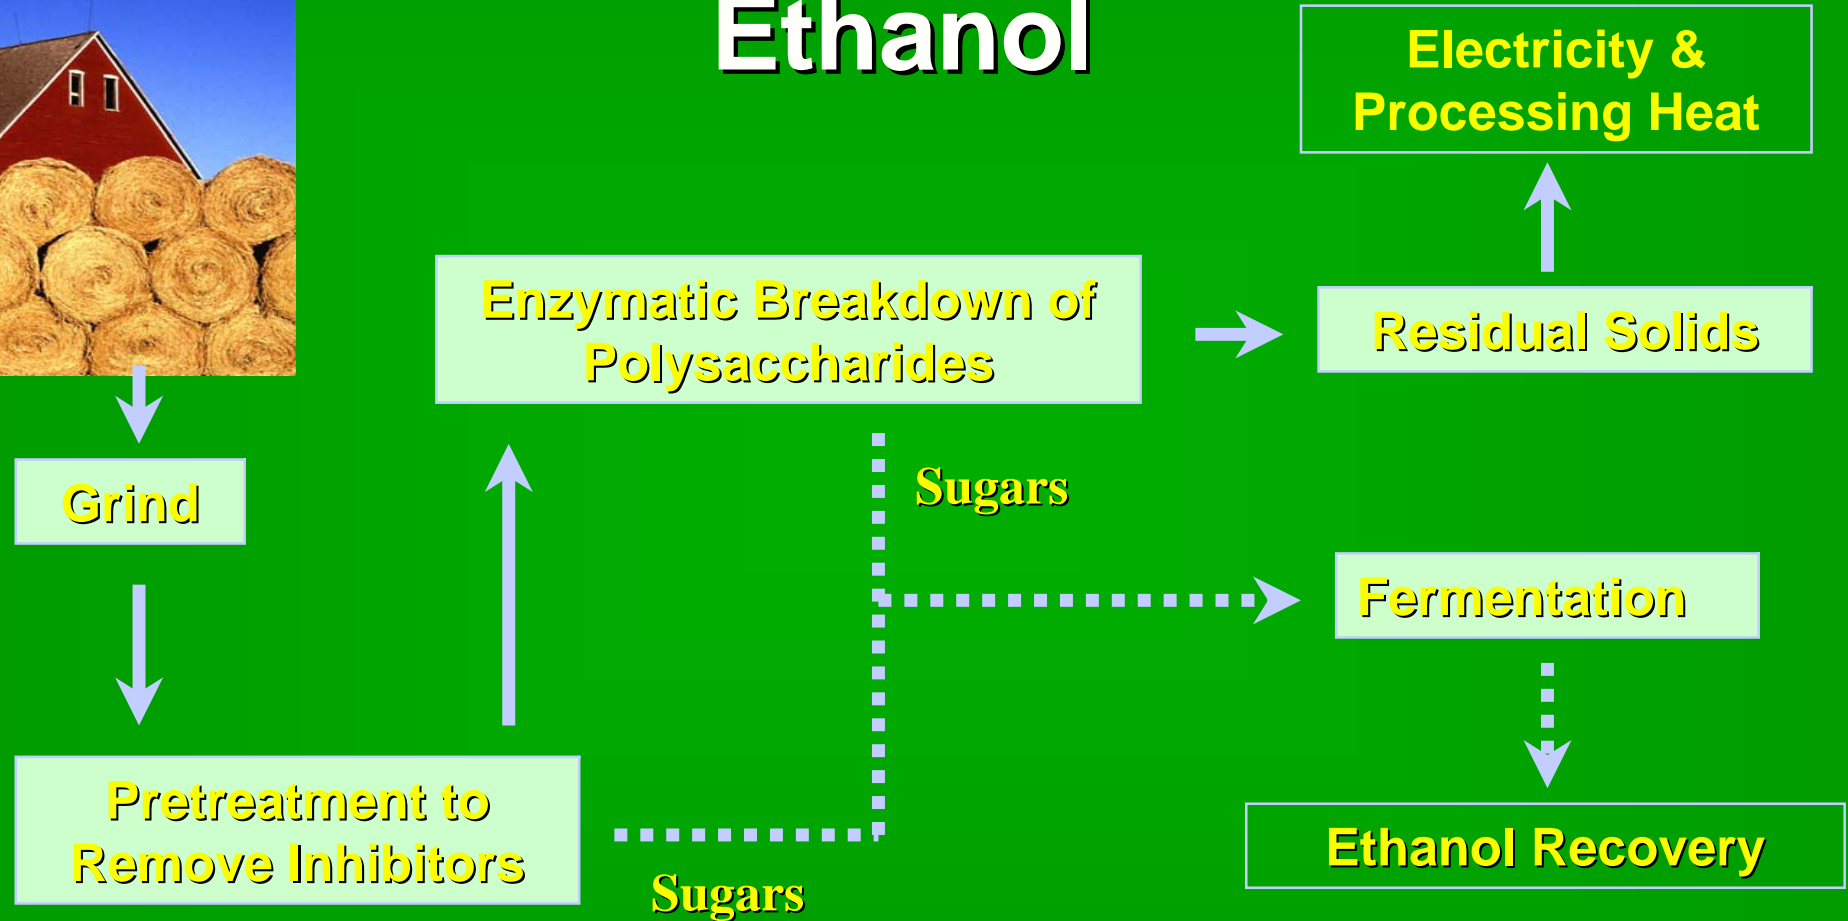 Ethanol
Electricity &
Processing Heat
Enzymatic Breakdown of
Polysaccharides
Residual Solids
Grind
Sugars
Fermentation
Pretreatment to
Remove Inhibitors
Sugars
Ethanol Recovery